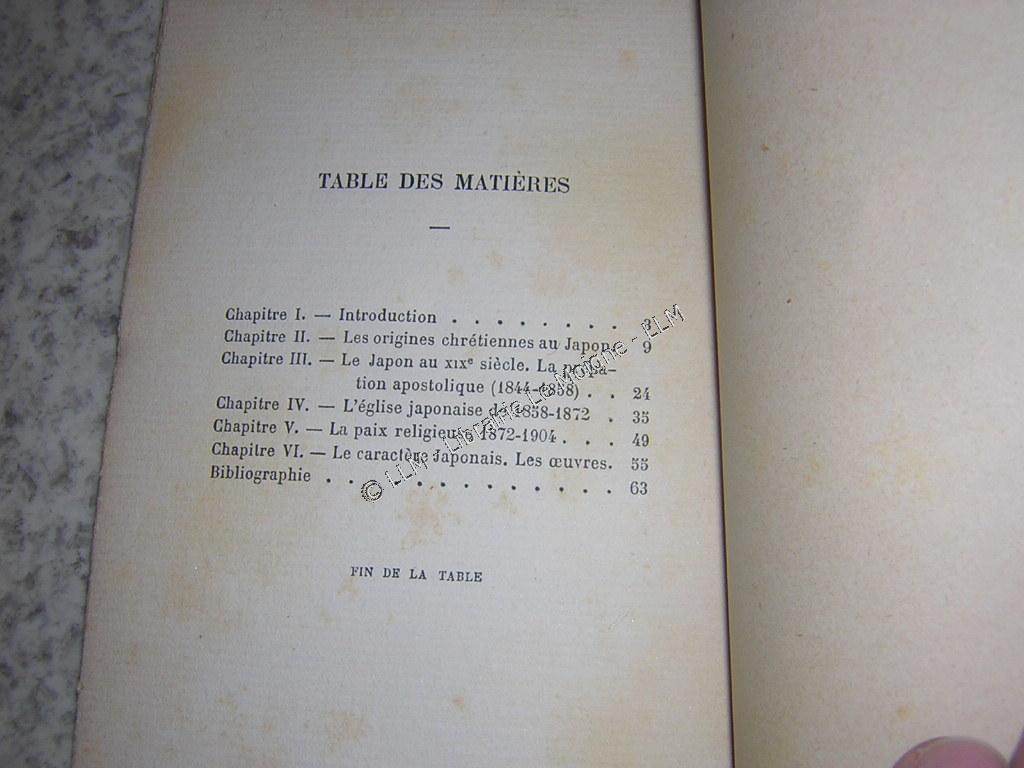 TABLE DES MATIÈRES
Chapitre I. — Introduction . . . . . . . . 3
Chapitre II. — Les origines chrétiennes au Japon. 9
Chapitre III. — Le Japon au XIXe siècle. La prépa-
tion apostolique (1844-1858) . . 24
Chapitre IV. — L'église japonaise de 1858-1872 . 35
Chapitre V. — La paix religieuse 1872-1904 . . . 49
Chapitre VI. — Le caractère Japonais. Les œuvres. 55
Bibliographie . . . . . . . . . . . . . 63
FIN DE LA TABLE
© LLM - Librairie Le Moigne - LLM